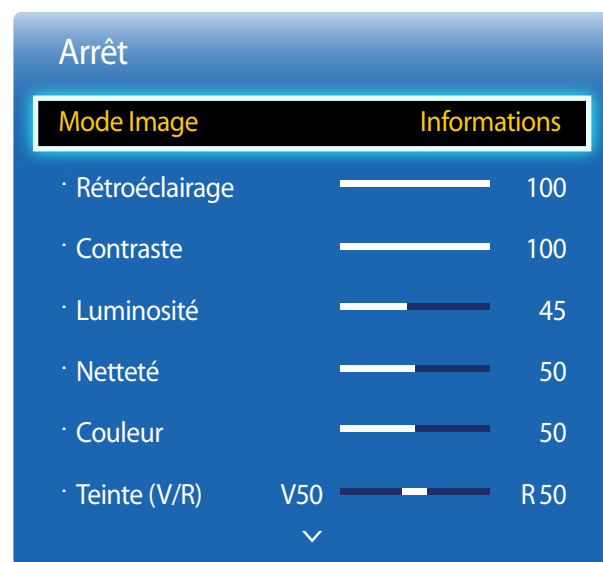 Arrêt
Mode Image Informations
· Rétroéclairage 100
· Contraste 100
· Luminosité 45
· Netteté 50
· Couleur 50
· Teinte (V/R) V50 R50